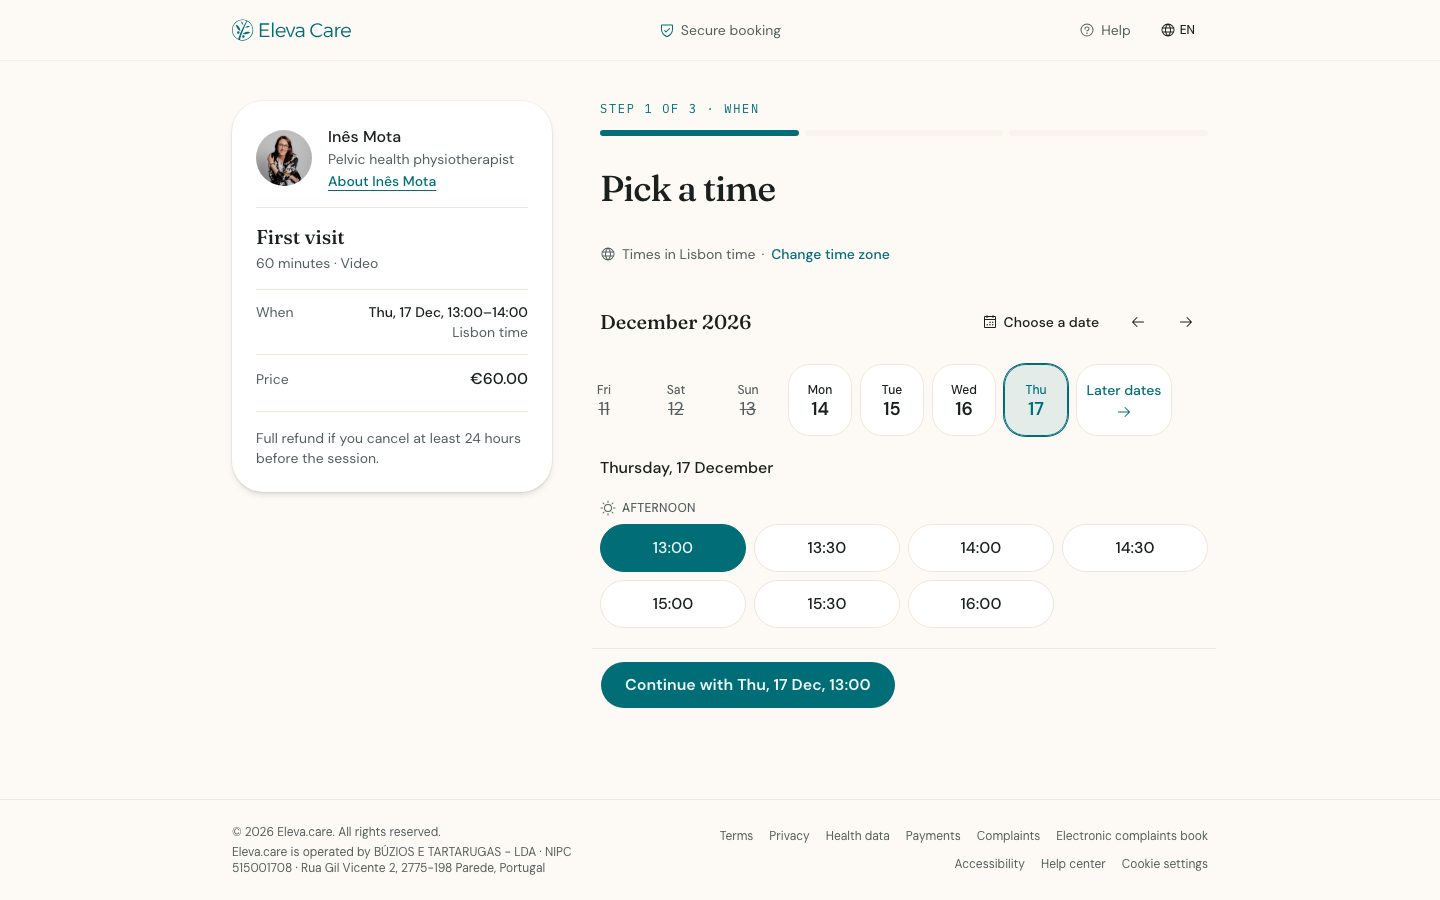 Eleva Care
Secure booking
Help
EN
Inês Mota
Pelvic health physiotherapist
About Inês Mota
First visit
60 minutes · Video
When
Thu, 17 Dec, 13:00–14:00
Lisbon time
Price
€60.00
Full refund if you cancel at least 24 hours
before the session.
STEP 1 OF 3 · WHEN
Pick a time
Times in Lisbon time · Change time zone
December 2026
Choose a date
Fri
11
Sat
12
Sun
13
Mon
14
Tue
15
Wed
16
Thu
17
Later dates
Thursday, 17 December
AFTERNOON
13:00
13:30
14:00
14:30
15:00
15:30
16:00
Continue with Thu, 17 Dec, 13:00
© 2026 Eleva.care. All rights reserved.
Eleva.care is operated by BÚZIOS E TARTARUGAS - LDA · NIPC
515001708 · Rua Gil Vicente 2, 2775-198 Parede, Portugal
Terms
Privacy
Health data
Payments
Complaints
Electronic complaints book
Accessibility
Help center
Cookie settings